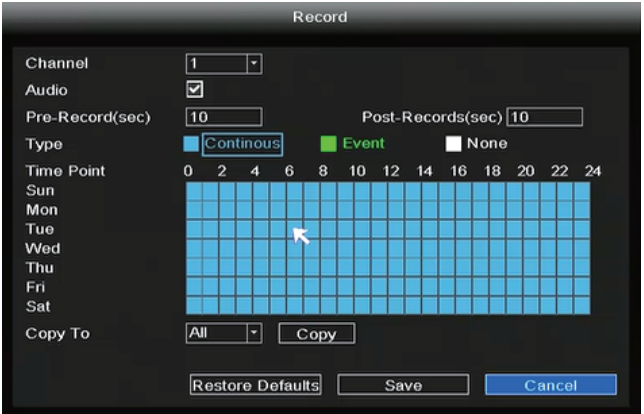 Record
Channel 1
Audio
Pre-Record(sec) 10 Post-Records(sec) 10
Type Continous Event None
Time Point 0 2 4 6 8 10 12 14 16 18 20 22 24
Sun
Mon
Tue
Wed
Thu
Fri
Sat
Copy To All Copy
Restore Defaults Save Cancel